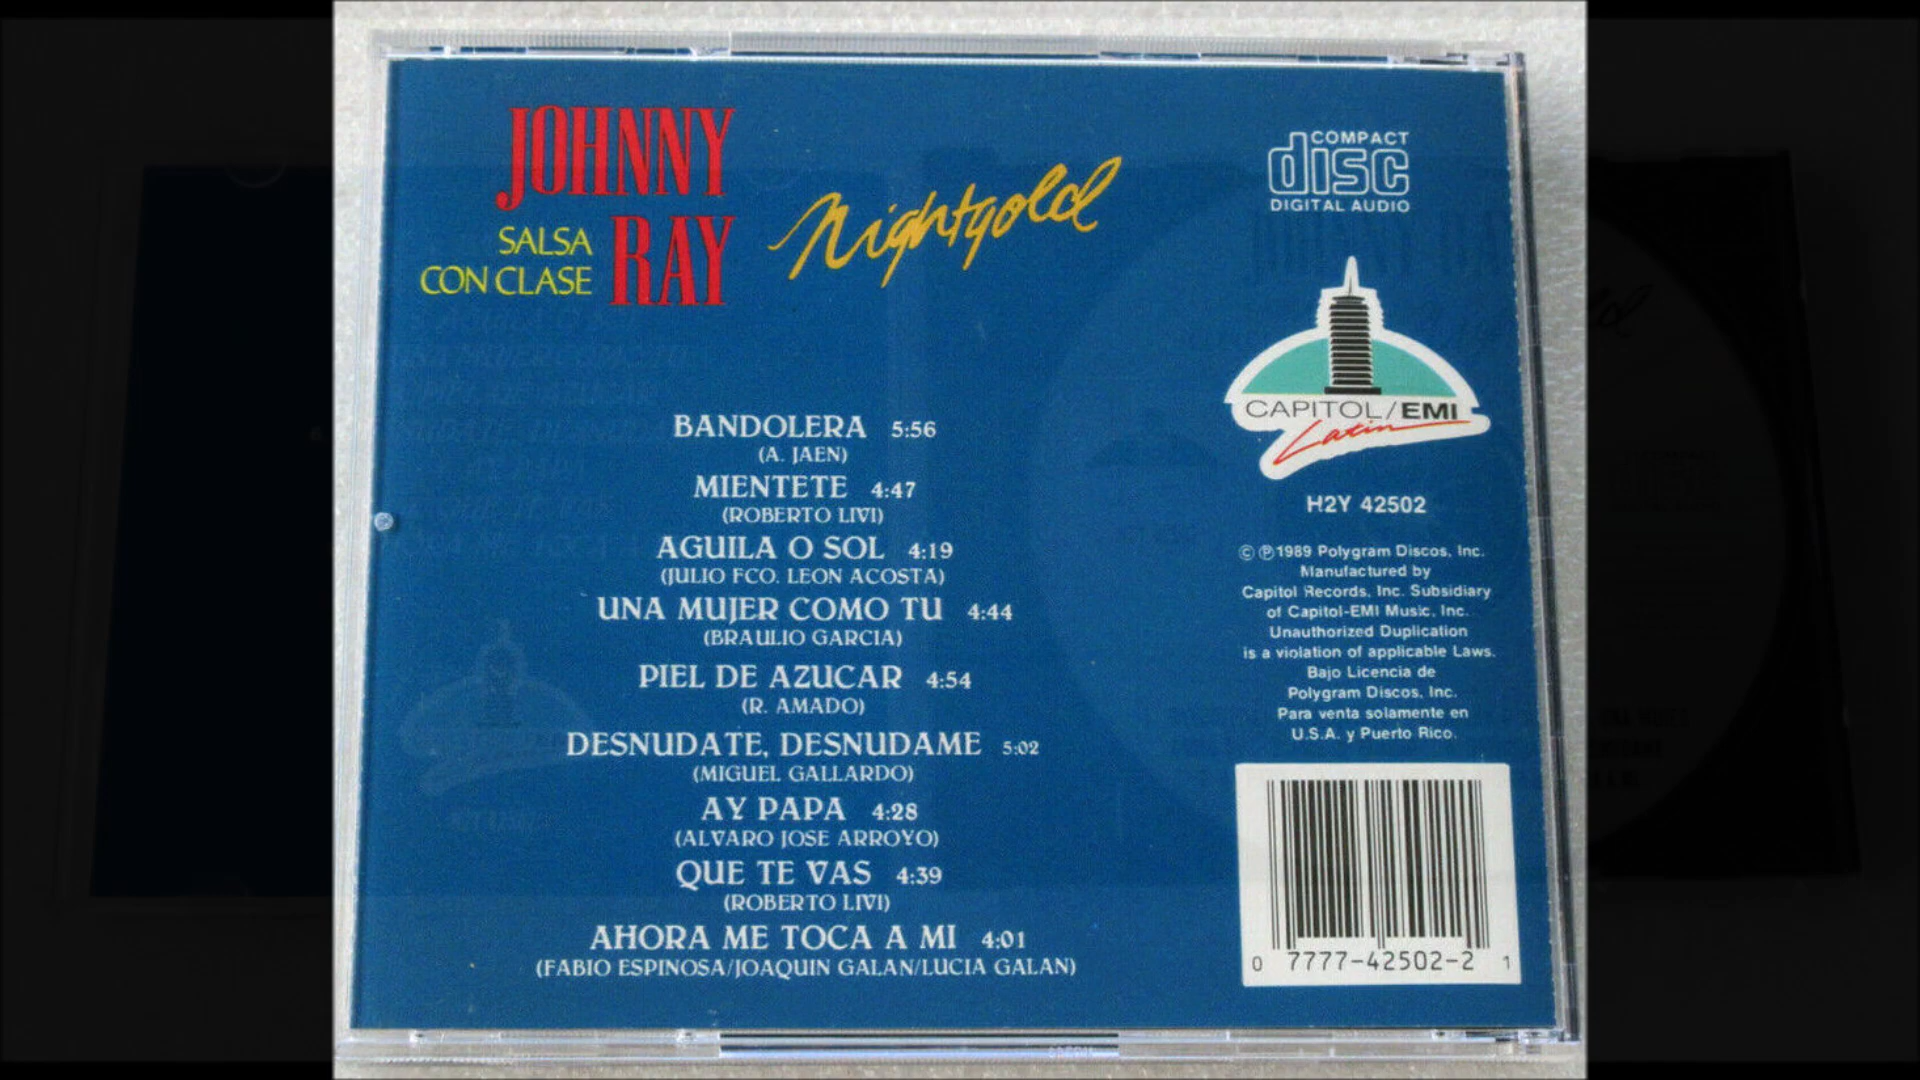 JOHNNY
SALSA
CON CLASE
RAY
Nightgold
BANDOLERA 5:56
(A. JAEN)
MIENTETE 4:47
(ROBERTO LIVI)
AGUILA O SOL 4:19
(JULIO FCO. LEON ACOSTA)
UNA MUJER COMO TU 4:44
(BRAULIO GARCIA)
PIEL DE AZUCAR 4:54
(R. AMADO)
DESNUDATE, DESNUDAME 5:02
(MIGUEL GALLARDO)
AY PAPA 4:28
(ALVARO JOSE ARROYO)
QUE TE VAS 4:39
(ROBERTO LIVI)
AHORA ME TOCA A MI 4:01
(FABIO ESPINOSA/JOAQUIN GALAN/LUCIA GALAN)
COMPACT
disc
DIGITAL AUDIO
CAPITOL/EMI
Latin
H2Y 42502
© ℗ 1989 Polygram Discos, Inc.
Manufactured by
Capitol Records, Inc. Subsidiary
of Capitol-EMI Music, Inc.
Unauthorized Duplication
is a violation of applicable Laws.
Bajo Licencia de
Polygram Discos, Inc.
Para venta solamente en
U.S.A. y Puerto Rico.
0 7777-42502-2 1